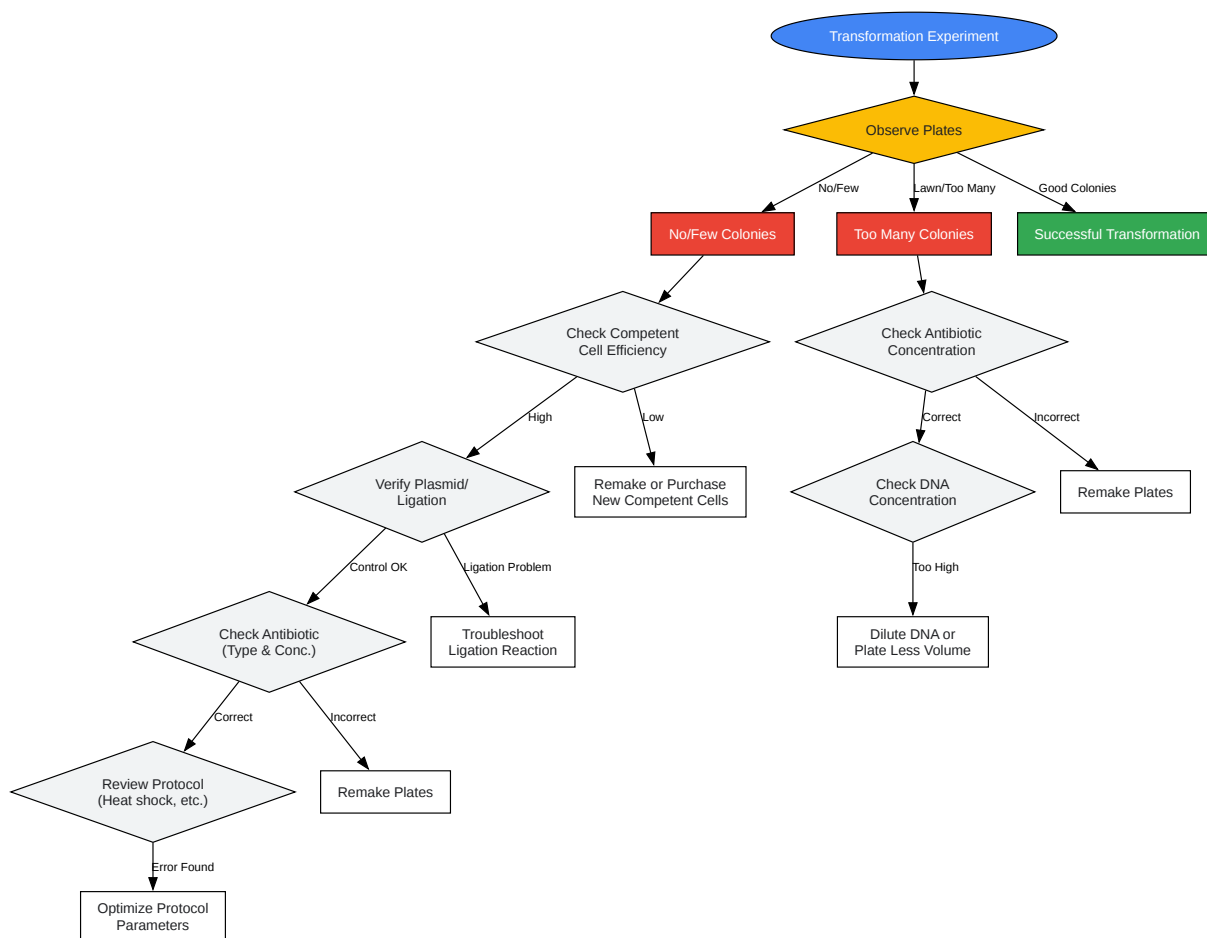 Transformation Experiment
Observe Plates
No/Few
Lawn/Too Many
Good Colonies
No/Few Colonies
Too Many Colonies
Successful Transformation
Check Competent
Cell Efficiency
Check Antibiotic
Concentration
High
Low
Correct
Incorrect
Verify Plasmid/
Ligation
Remake or Purchase
New Competent Cells
Check DNA
Concentration
Remake Plates
Control OK
Ligation Problem
Too High
Check Antibiotic
(Type & Conc.)
Troubleshoot
Ligation Reaction
Dilute DNA or
Plate Less Volume
Correct
Incorrect
Review Protocol
(Heat shock, etc.)
Remake Plates
Error Found
Optimize Protocol
Parameters